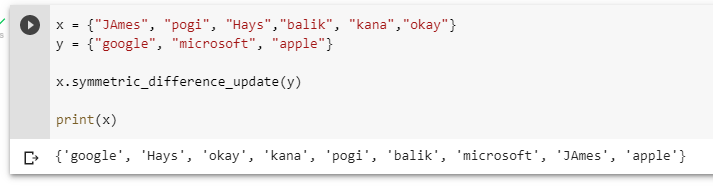 x = {"JAmes", "pogi", "Hays","balik", "kana","okay"}
y = {"google", "microsoft", "apple"}
x.symmetric_difference_update(y)
print(x)
{'google', 'Hays', 'okay', 'kana', 'pogi', 'balik', 'microsoft', 'JAmes', 'apple'}